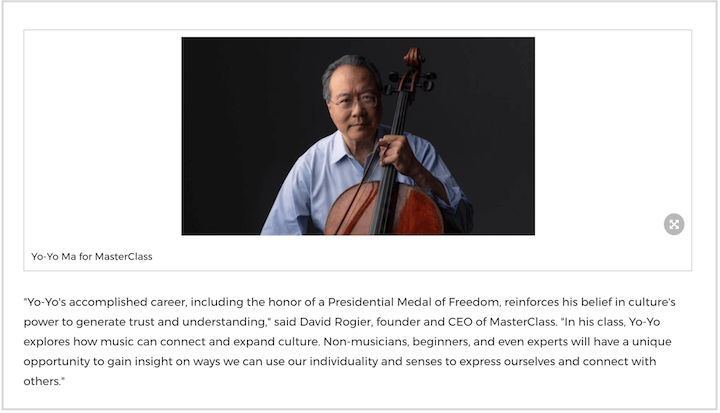 Yo-Yo Ma for MasterClass
"Yo-Yo's accomplished career, including the honor of a Presidential Medal of Freedom, reinforces his belief in culture's
power to generate trust and understanding," said David Rogier, founder and CEO of MasterClass. "In his class, Yo-Yo
explores how music can connect and expand culture. Non-musicians, beginners, and even experts will have a unique
opportunity to gain insight on ways we can use our individuality and senses to express ourselves and connect with
others."